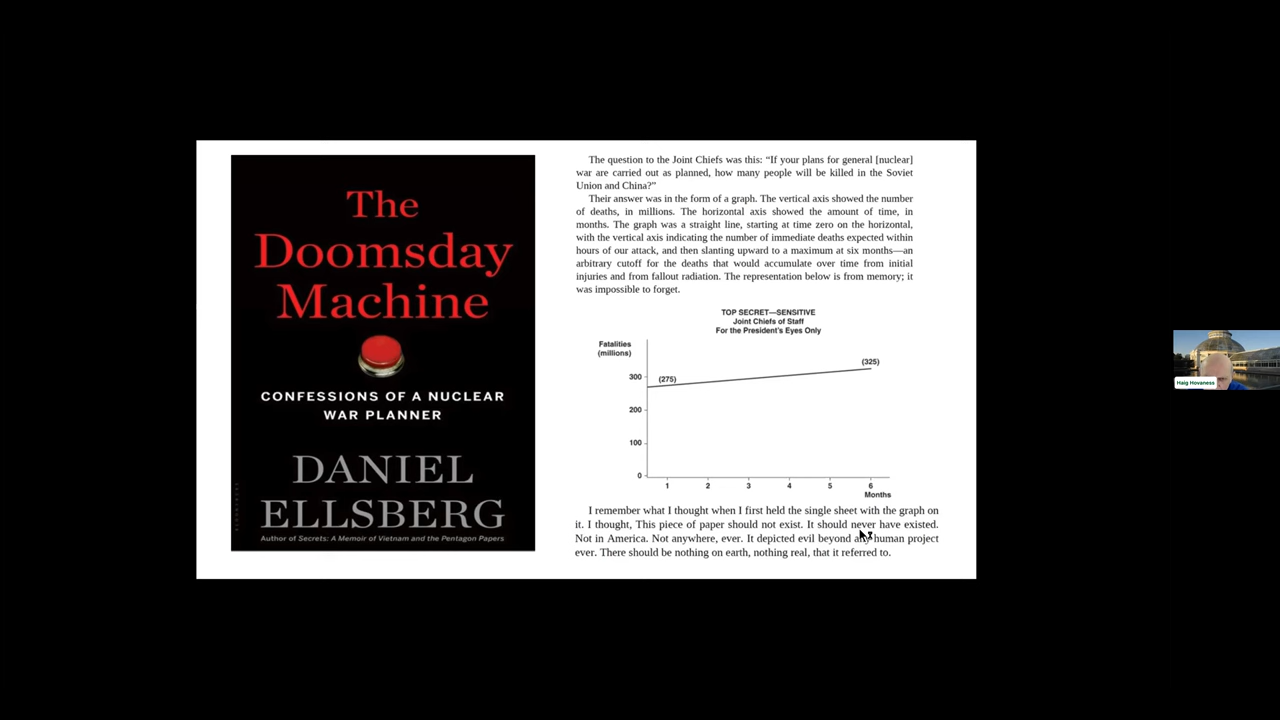 The
Doomsday
Machine
CONFESSIONS OF A NUCLEAR
WAR PLANNER
DANIEL
ELLSBERG
Author of Secrets: A Memoir of Vietnam and the Pentagon Papers
The question to the Joint Chiefs was this: “If your plans for general [nuclear]
war are carried out as planned, how many people will be killed in the Soviet
Union and China?”
Their answer was in the form of a graph. The vertical axis showed the number
of deaths, in millions. The horizontal axis showed the amount of time, in
months. The graph was a straight line, starting at time zero on the horizontal,
with the vertical axis indicating the number of immediate deaths expected within
hours of our attack, and then slanting upward to a maximum at six months—an
arbitrary cutoff for the deaths that would accumulate over time from initial
injuries and from fallout radiation. The representation below is from memory; it
was impossible to forget.
TOP SECRET—SENSITIVE
Joint Chiefs of Staff
For the President's Eyes Only
Fatalities
(millions)
(325)
300
(275)
200
100
0
1 2 3 4 5 6
Months
I remember what I thought when I first held the single sheet with the graph on
it. I thought, This piece of paper should not exist. It should never have existed.
Not in America. Not anywhere, ever. It depicted evil beyond any human project
ever. There should be nothing on earth, nothing real, that it referred to.
Haig Hovaness